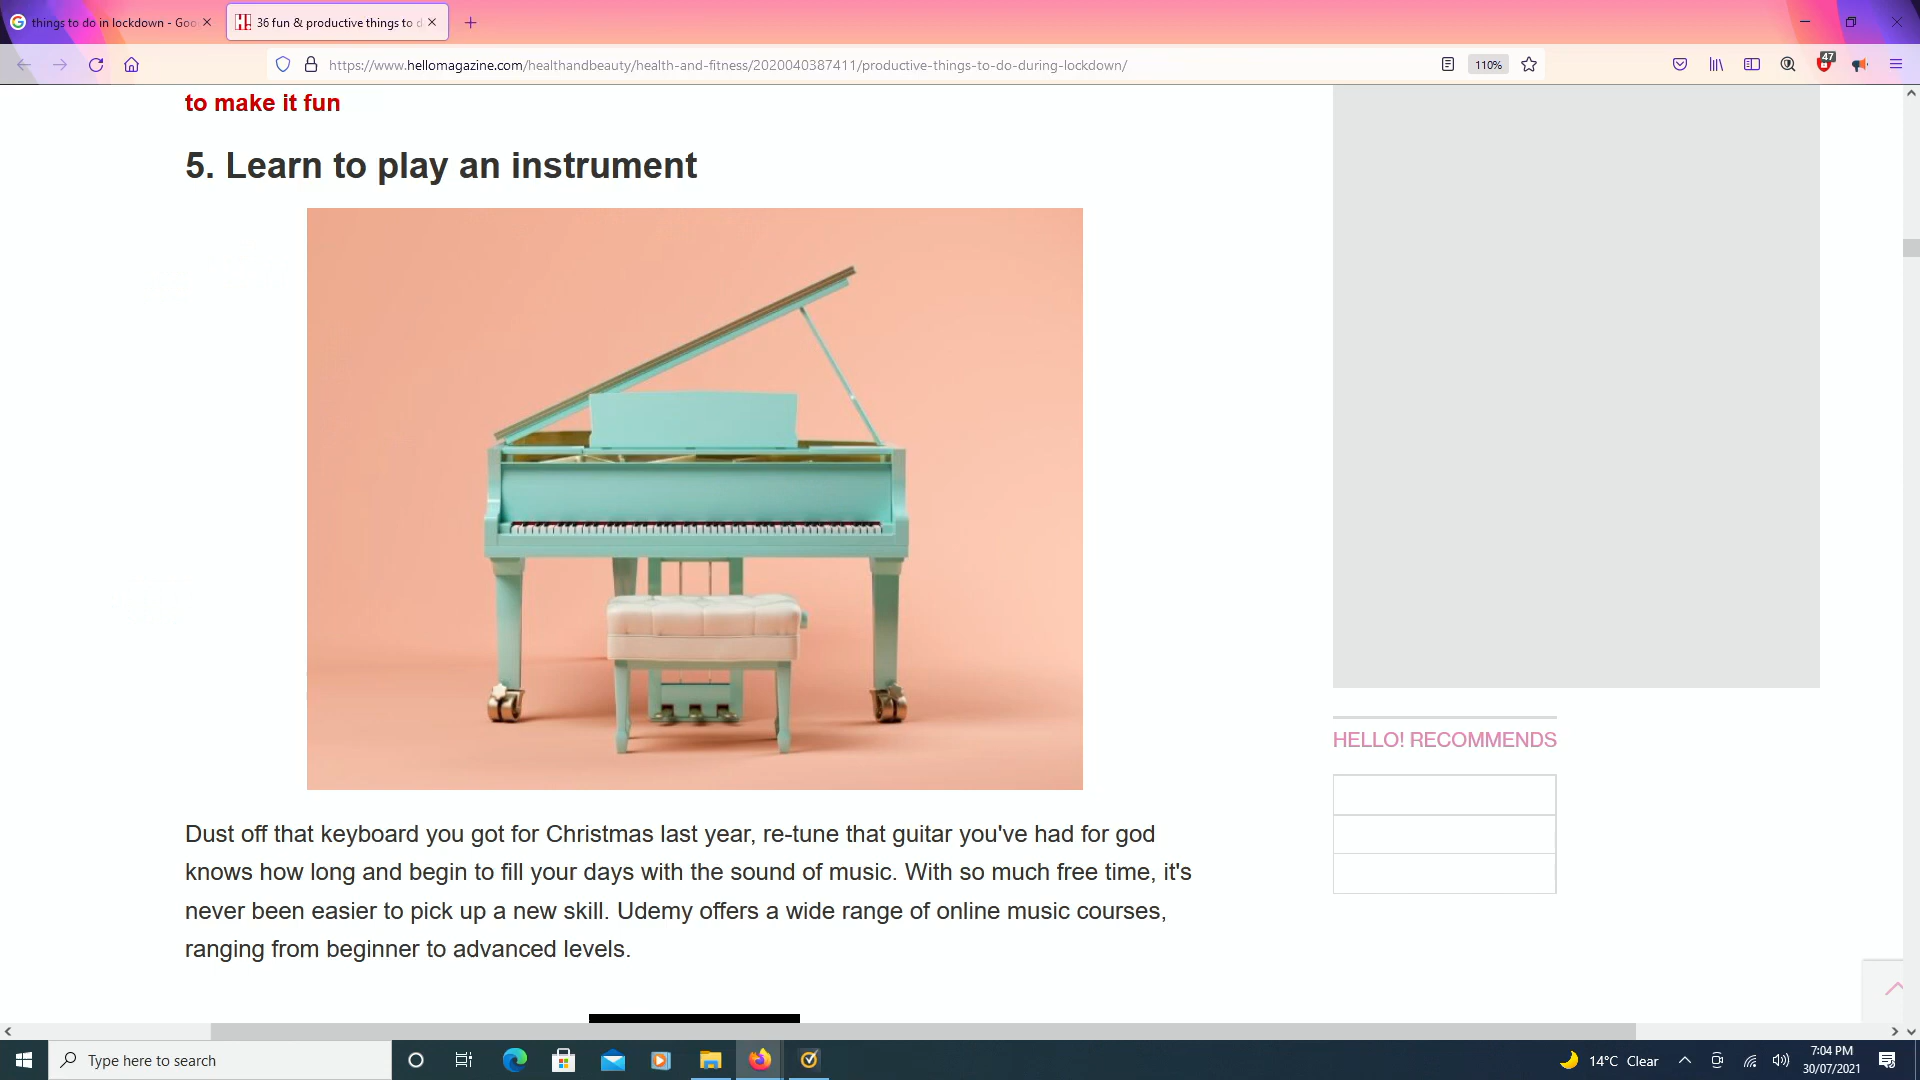 things to do in lockdown - Goo
36 fun & productive things to d
https://www.hellomagazine.com/healthandbeauty/health-and-fitness/2020040387411/productive-things-to-do-during-lockdown/
110%
47
to make it fun
5. Learn to play an instrument
Dust off that keyboard you got for Christmas last year, re-tune that guitar you've had for god
knows how long and begin to fill your days with the sound of music. With so much free time, it's
never been easier to pick up a new skill. Udemy offers a wide range of online music courses,
ranging from beginner to advanced levels.
HELLO! RECOMMENDS
Type here to search
14°C Clear
7:04 PM
30/07/2021